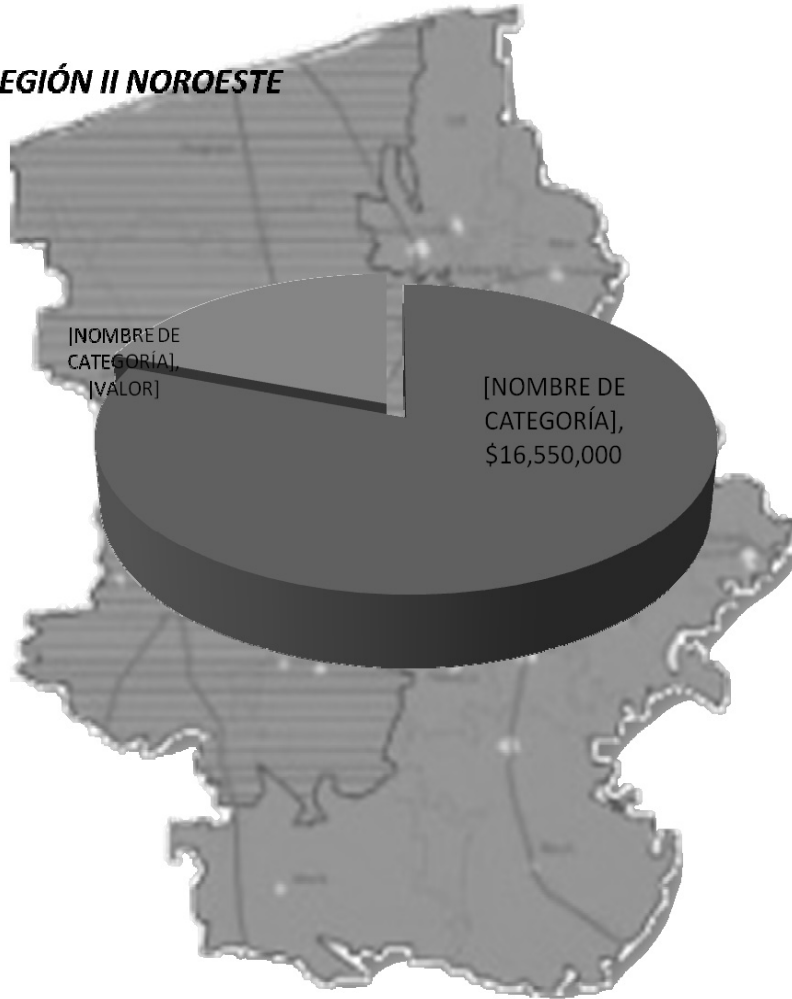 EGIÓN II NOROESTE
[NOMBRE DE
CATEGORÍA],
[VALOR]
[NOMBRE DE
CATEGORÍA],
$16,550,000